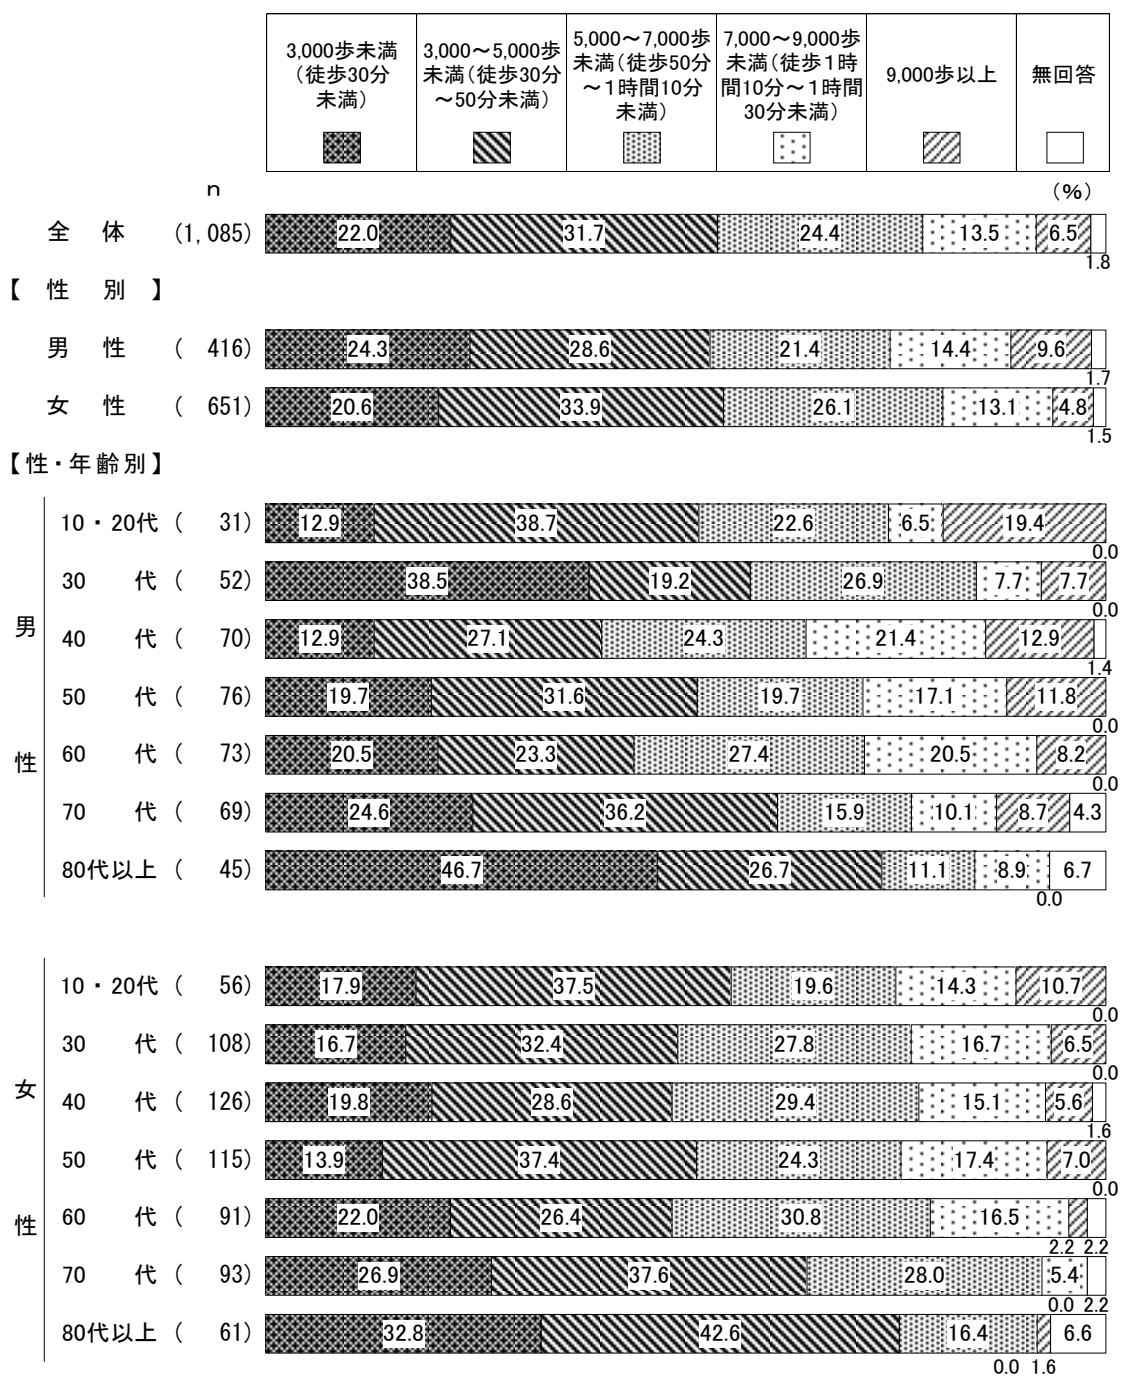 3,000歩未満
（徒歩30分
未満）
3,000～5,000歩
未満（徒歩30分
～50分未満）
5,000～7,000歩
未満（徒歩50分
～１時間10分
未満）
7,000～9,000歩
未満（徒歩１時
間10分～１時間
30分未満）
9,000歩以上
無回答
ｎ
（％）
全 体 (1,085) 22.0 31.7 24.4 13.5 6.5
1.8
【 性 別 】
男 性 ( 416) 24.3 28.6 21.4 14.4 9.6
1.7
女 性 ( 651) 20.6 33.9 26.1 13.1 4.8
1.5
【性・年齢別】
男性
10・20代 ( 31) 12.9 38.7 22.6 6.5 19.4
0.0
30 代 ( 52) 38.5 19.2 26.9 7.7 7.7
0.0
40 代 ( 70) 12.9 27.1 24.3 21.4 12.9
1.4
50 代 ( 76) 19.7 31.6 19.7 17.1 11.8
0.0
60 代 ( 73) 20.5 23.3 27.4 20.5 8.2
0.0
70 代 ( 69) 24.6 36.2 15.9 10.1 8.7 4.3
80代以上 ( 45) 46.7 26.7 11.1 8.9 6.7
0.0
女性
10・20代 ( 56) 17.9 37.5 19.6 14.3 10.7
0.0
30 代 ( 108) 16.7 32.4 27.8 16.7 6.5
0.0
40 代 ( 126) 19.8 28.6 29.4 15.1 5.6
1.6
50 代 ( 115) 13.9 37.4 24.3 17.4 7.0
0.0
60 代 ( 91) 22.0 26.4 30.8 16.5
2.2 2.2
70 代 ( 93) 26.9 37.6 28.0 5.4
0.0 2.2
80代以上 ( 61) 32.8 42.6 16.4 6.6
0.0 1.6